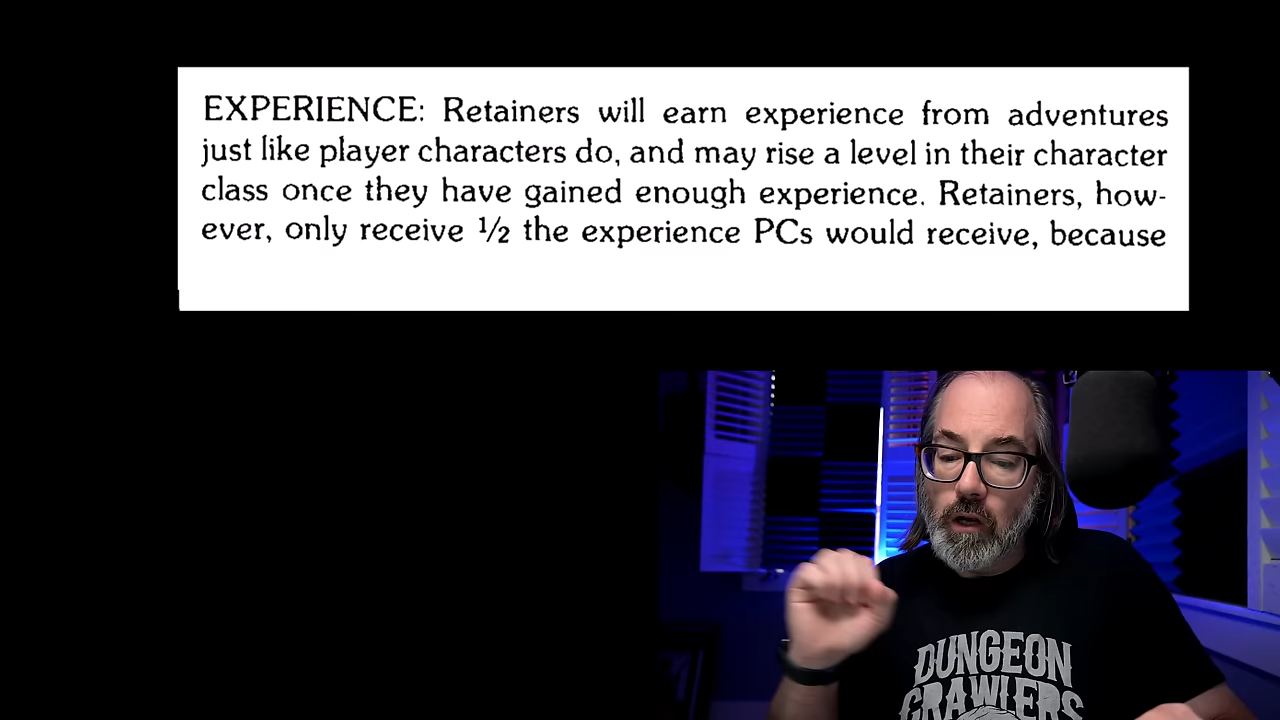 EXPERIENCE: Retainers will earn experience from adventures
just like player characters do, and may rise a level in their character
class once they have gained enough experience. Retainers, how-
ever, only receive ½ the experience PCs would receive, because
DUNGEON
CRAWLERS